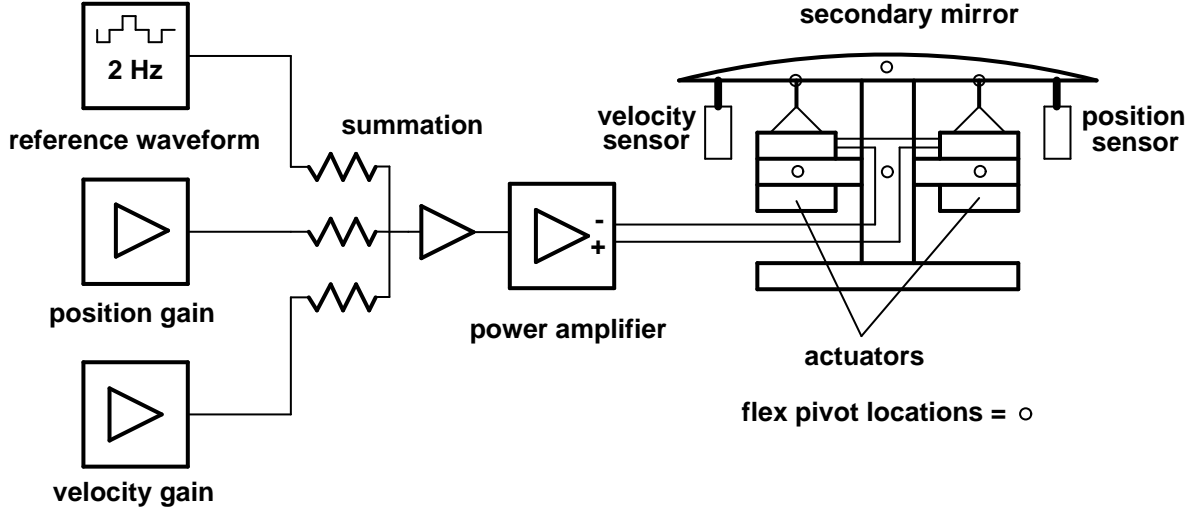 secondary mirror
2 Hz
reference waveform
summation
velocity
sensor
position
sensor
-
+
position gain
power amplifier
actuators
flex pivot locations =
velocity gain